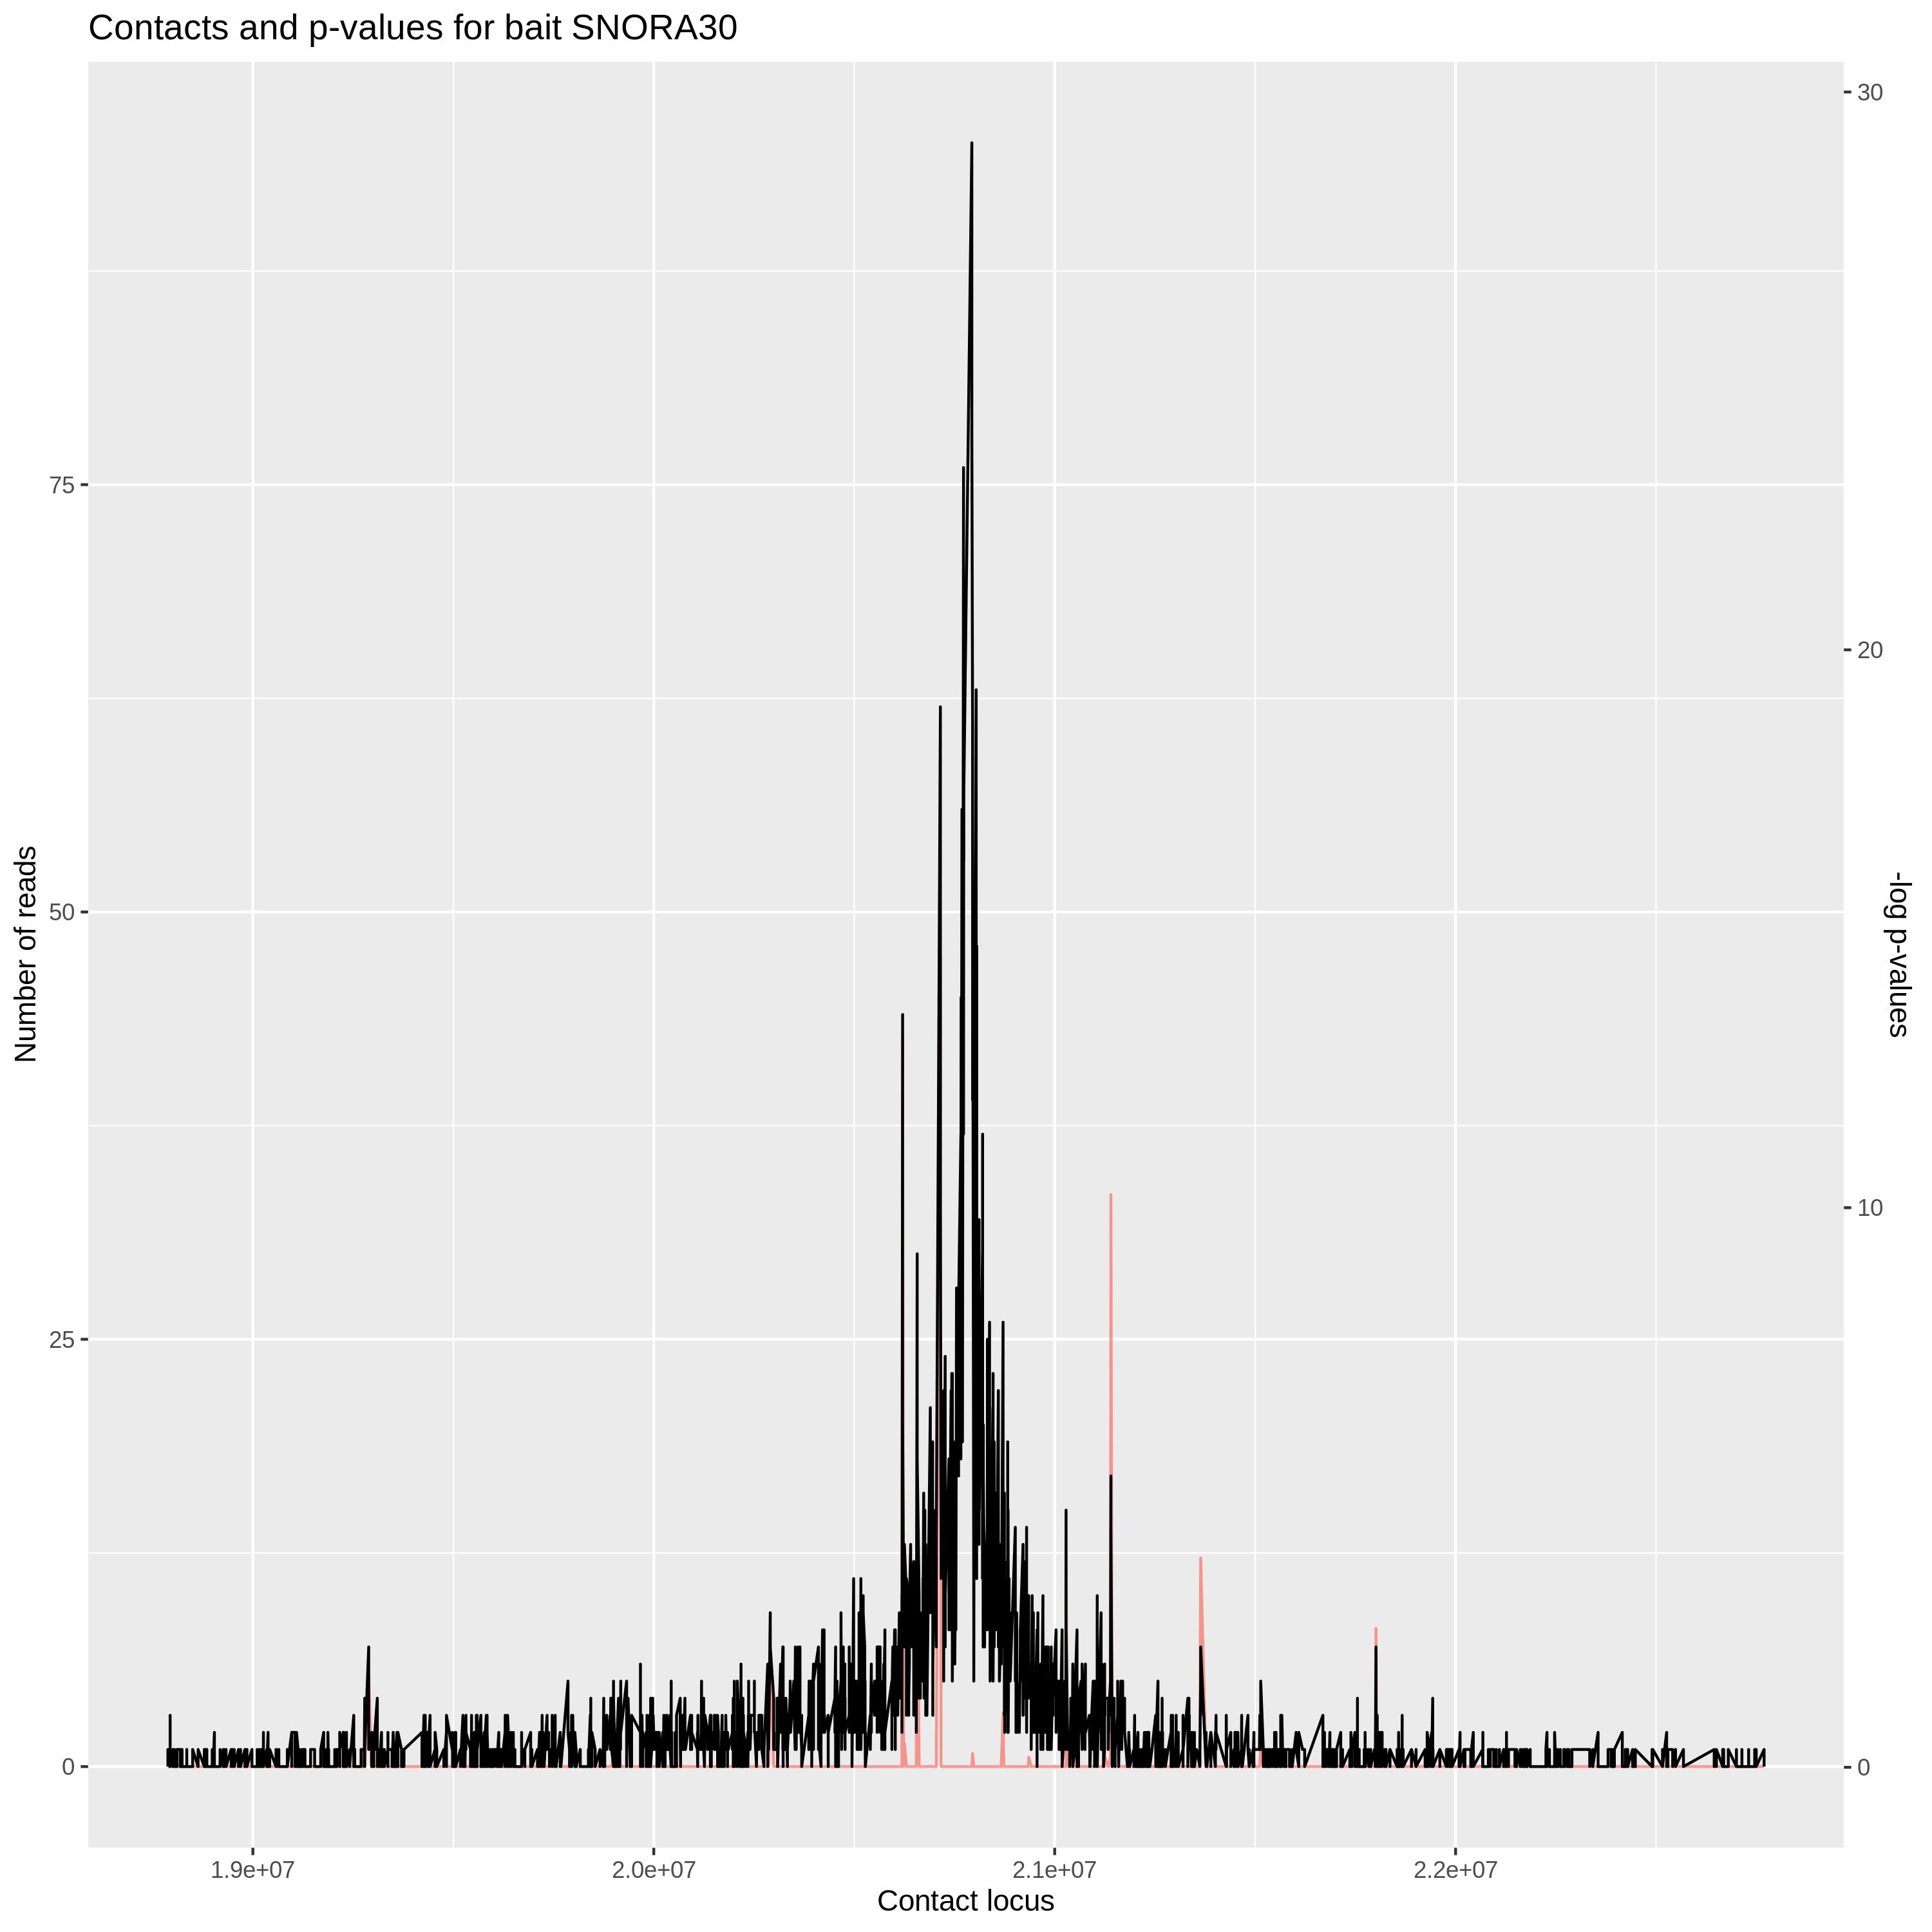 Contacts and p-values for bait SNORA30
30
75
20
Number of reads
50
-log p-values
10
25
0
0
1.9e+07
2.0e+07
2.1e+07
2.2e+07
Contact locus